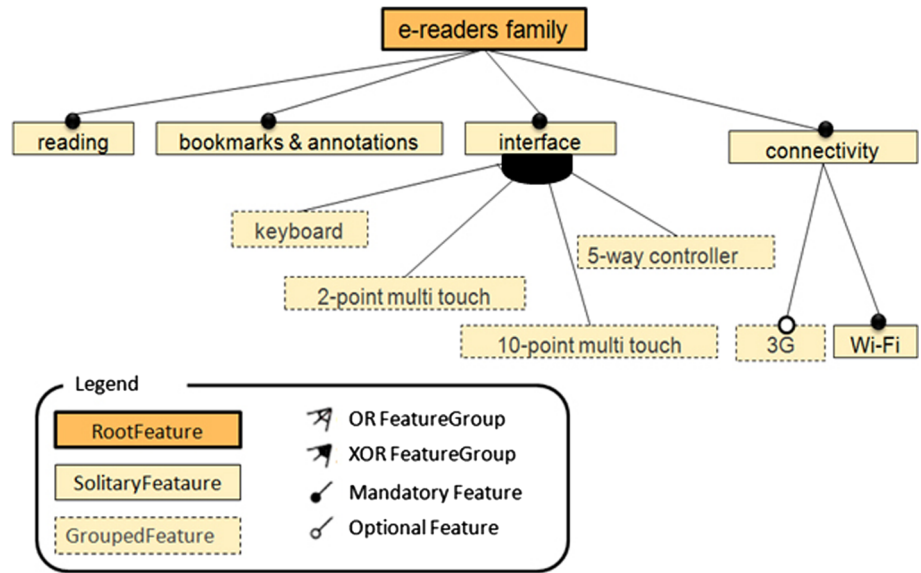 e-readers family
reading
bookmarks & annotations
interface
connectivity
keyboard
5-way controller
2-point multi touch
10-point multi touch
3G
Wi-Fi
Legend
RootFeature
OR FeatureGroup
XOR FeatureGroup
SolitaryFeataure
Mandatory Feature
GroupedFeature
Optional Feature